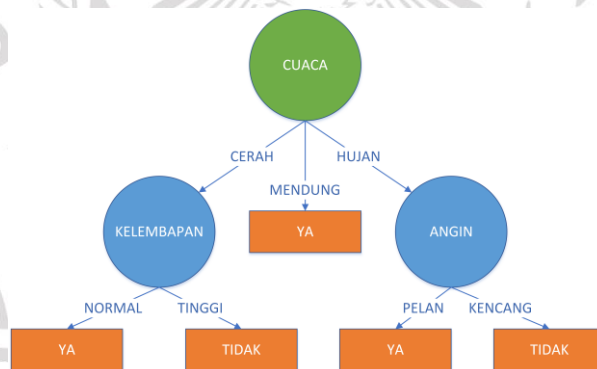 CUACA
CERAH
HUJAN
MENDUNG
KELEMBAPAN
YA
ANGIN
NORMAL
TINGGI
PELAN
KENCANG
YA
TIDAK
YA
TIDAK